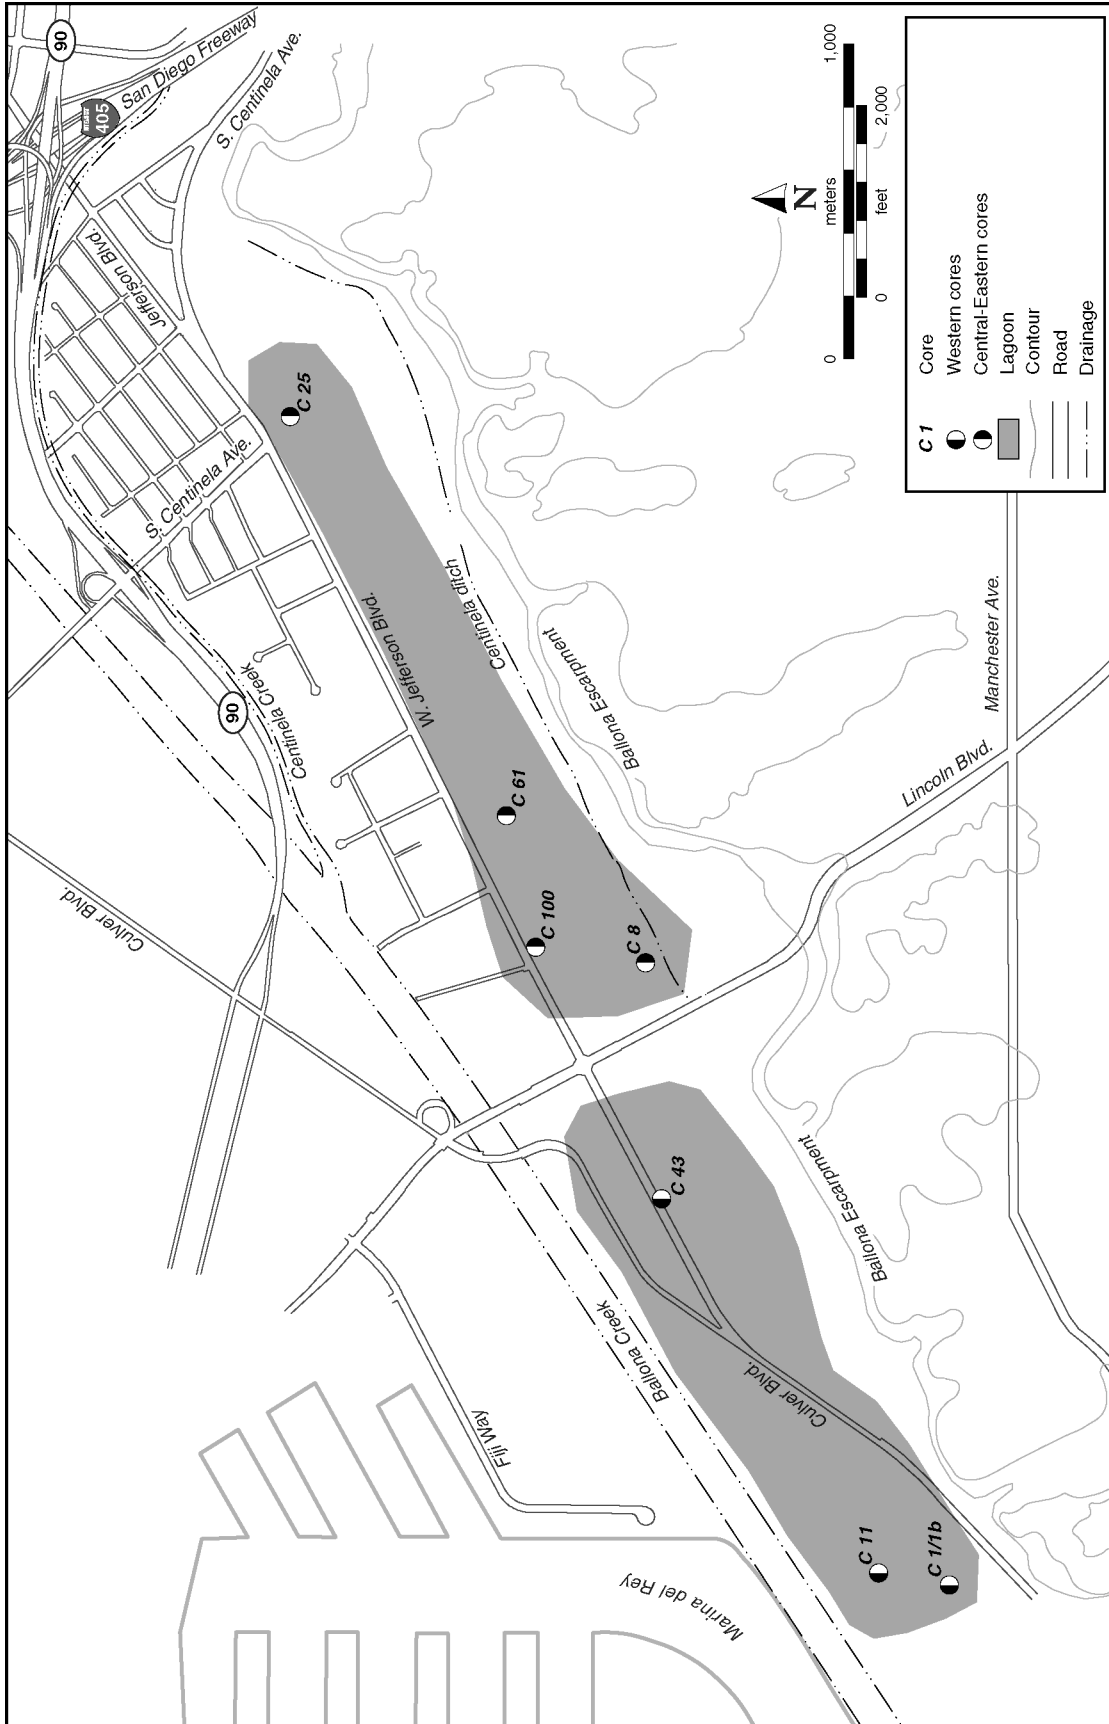 90
San Diego Freeway
405
S. Centinela Ave.
Jefferson Blvd.
S. Centinela Ave.
C 25
W. Jefferson Blvd.
Centinela ditch
Ballona Escarpment
90
Centinela Creek
Culver Blvd.
C 61
C 100
C 8
Lincoln Blvd.
Manchester Ave.
C 43
Ballona Escarpment
Ballona Creek
Culver Blvd.
Fiji Way
Marina del Rey
C 11
C 1/1b
N
0
meters
1,000
0
feet
2,000
C 1 Core
Western cores
Central-Eastern cores
Lagoon
Contour
Road
Drainage